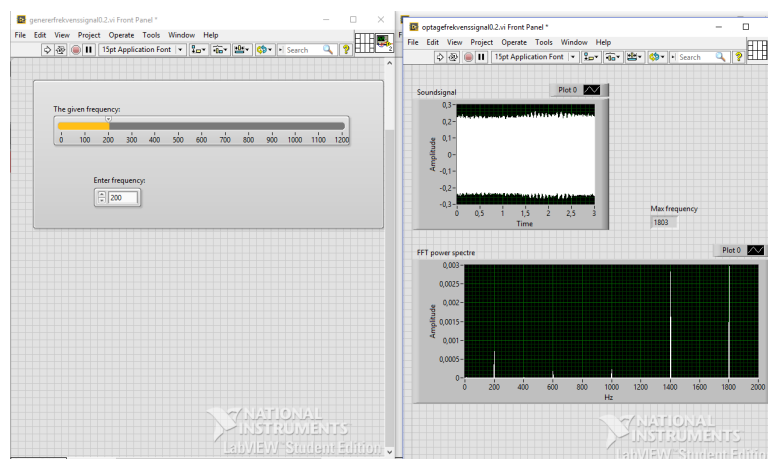 genererfrekvenssignal0.2.vi Front Panel *
File Edit View Project Operate Tools Window Help
15pt Application Font
Search
The given frequency:
0 100 200 300 400 500 600 700 800 900 1000 1100 1200
Enter frequency:
200
NATIONAL
INSTRUMENTS
LabVIEW Student Edition
optagefrekvenssignal0.2.vi Front Panel *
File Edit View Project Operate Tools Window Help
15pt Application Font
Search
Soundsignal
Plot 0
0,3
0,2
0,1
0
-0,1
-0,2
-0,3
Amplitude
0 0,5 1 1,5 2 2,5 3
Time
Max frequency
1803
FFT power spectre
Plot 0
0,003
0,0025
0,002
0,0015
0,001
0,0005
0
Amplitude
0 200 400 600 800 1000 1200 1400 1600 1800 2000
Hz
NATIONAL
INSTRUMENTS
LabVIEW Student Edition